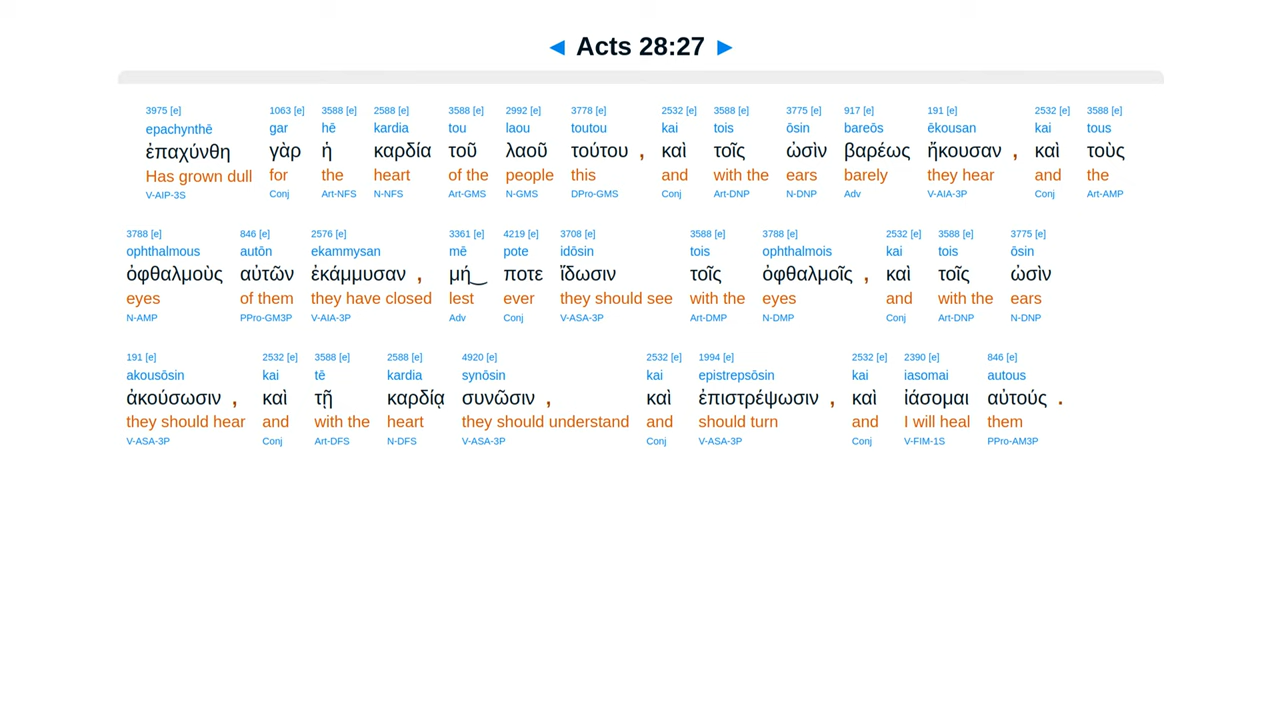 ◄ Acts 28:27 ►
3975 [e] 1063 [e] 3588 [e] 2588 [e] 3588 [e] 2992 [e] 3778 [e] 2532 [e] 3588 [e] 3775 [e] 917 [e] 191 [e] 2532 [e] 3588 [e]
epachynthē gar hē kardia tou laou toutou kai tois ōsin bareōs ēkousan kai tous
ἐπαχύνθη γὰρ ἡ καρδία τοῦ λαοῦ τούτου , καὶ τοῖς ὠσὶν βαρέως ἤκουσαν , καὶ τοὺς
Has grown dull for the heart of the people this and with the ears barely they hear and the
V-AIP-3S Conj Art-NFS N-NFS Art-GMS N-GMS DPro-GMS Conj Art-DNP N-DNP Adv V-AIA-3P Conj Art-AMP
3788 [e] 846 [e] 2576 [e] 3361 [e] 4219 [e] 3708 [e] 3588 [e] 3788 [e] 2532 [e] 3588 [e] 3775 [e]
ophthalmous autōn ekammysan mē pote idōsin tois ophthalmois kai tois ōsin
ὀφθαλμοὺς αὐτῶν ἐκάμμυσαν , μή‿ ποτε ἴδωσιν τοῖς ὀφθαλμοῖς , καὶ τοῖς ὠσὶν
eyes of them they have closed lest ever they should see with the eyes and with the ears
N-AMP PPro-GM3P V-AIA-3P Adv Conj V-ASA-3P Art-DMP N-DMP Conj Art-DNP N-DNP
191 [e] 2532 [e] 3588 [e] 2588 [e] 4920 [e] 2532 [e] 1994 [e] 2532 [e] 2390 [e] 846 [e]
akousōsin kai tē kardia synōsin kai epistrepsōsin kai iasomai autous
ἀκούσωσιν , καὶ τῇ καρδίᾳ συνῶσιν , καὶ ἐπιστρέψωσιν , καὶ ἰάσομαι αὐτούς .
they should hear and with the heart they should understand and should turn and I will heal them
V-ASA-3P Conj Art-DFS N-DFS V-ASA-3P Conj V-ASA-3P Conj V-FIM-1S PPro-AM3P